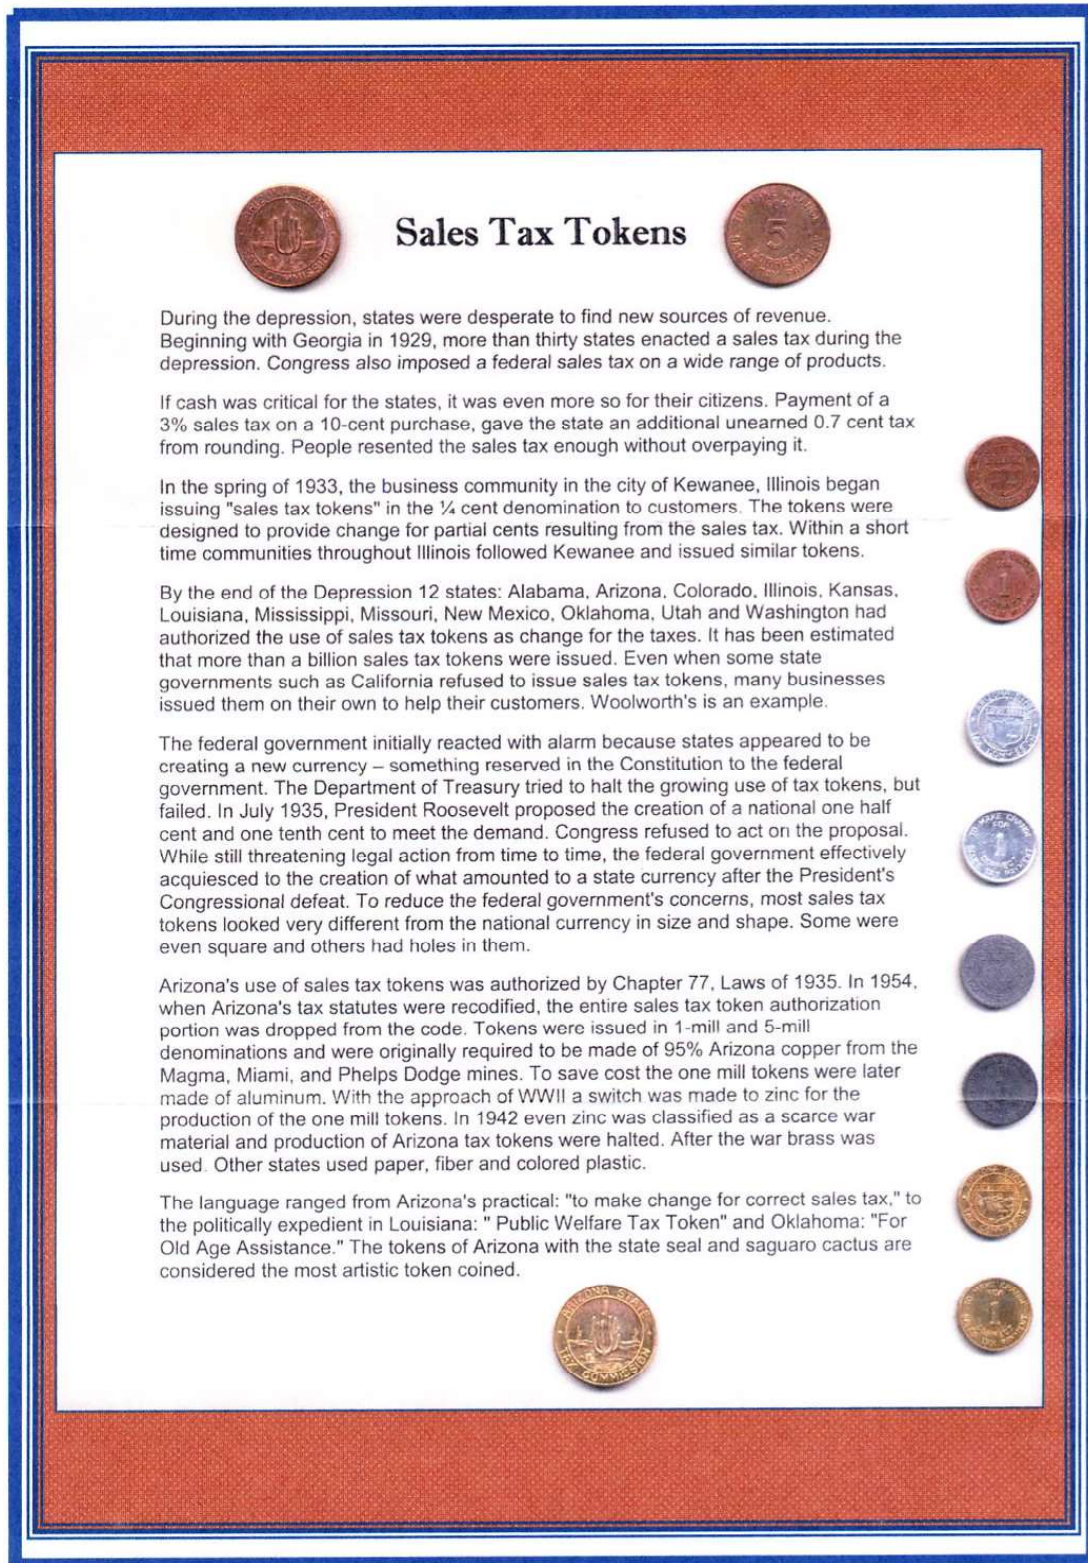 Sales Tax Tokens
5
During the depression, states were desperate to find new sources of revenue.
Beginning with Georgia in 1929, more than thirty states enacted a sales tax during the
depression. Congress also imposed a federal sales tax on a wide range of products.
If cash was critical for the states, it was even more so for their citizens. Payment of a
3% sales tax on a 10-cent purchase, gave the state an additional unearned 0.7 cent tax
from rounding. People resented the sales tax enough without overpaying it.
In the spring of 1933, the business community in the city of Kewanee, Illinois began
issuing "sales tax tokens" in the ¼ cent denomination to customers. The tokens were
designed to provide change for partial cents resulting from the sales tax. Within a short
time communities throughout Illinois followed Kewanee and issued similar tokens.
By the end of the Depression 12 states: Alabama, Arizona, Colorado, Illinois, Kansas,
Louisiana, Mississippi, Missouri, New Mexico, Oklahoma, Utah and Washington had
authorized the use of sales tax tokens as change for the taxes. It has been estimated
that more than a billion sales tax tokens were issued. Even when some state
governments such as California refused to issue sales tax tokens, many businesses
issued them on their own to help their customers. Woolworth's is an example.
The federal government initially reacted with alarm because states appeared to be
creating a new currency – something reserved in the Constitution to the federal
government. The Department of Treasury tried to halt the growing use of tax tokens, but
failed. In July 1935, President Roosevelt proposed the creation of a national one half
cent and one tenth cent to meet the demand. Congress refused to act on the proposal.
While still threatening legal action from time to time, the federal government effectively
acquiesced to the creation of what amounted to a state currency after the President's
Congressional defeat. To reduce the federal government's concerns, most sales tax
tokens looked very different from the national currency in size and shape. Some were
even square and others had holes in them.
Arizona's use of sales tax tokens was authorized by Chapter 77, Laws of 1935. In 1954,
when Arizona's tax statutes were recodified, the entire sales tax token authorization
portion was dropped from the code. Tokens were issued in 1-mill and 5-mill
denominations and were originally required to be made of 95% Arizona copper from the
Magma, Miami, and Phelps Dodge mines. To save cost the one mill tokens were later
made of aluminum. With the approach of WWII a switch was made to zinc for the
production of the one mill tokens. In 1942 even zinc was classified as a scarce war
material and production of Arizona tax tokens were halted. After the war brass was
used. Other states used paper, fiber and colored plastic.
The language ranged from Arizona's practical: "to make change for correct sales tax," to
the politically expedient in Louisiana: " Public Welfare Tax Token" and Oklahoma: "For
Old Age Assistance." The tokens of Arizona with the state seal and saguaro cactus are
considered the most artistic token coined.
1
TO MAKE CHANGE
FOR
1
1
ARIZONA STATE
TAX COMMISSION